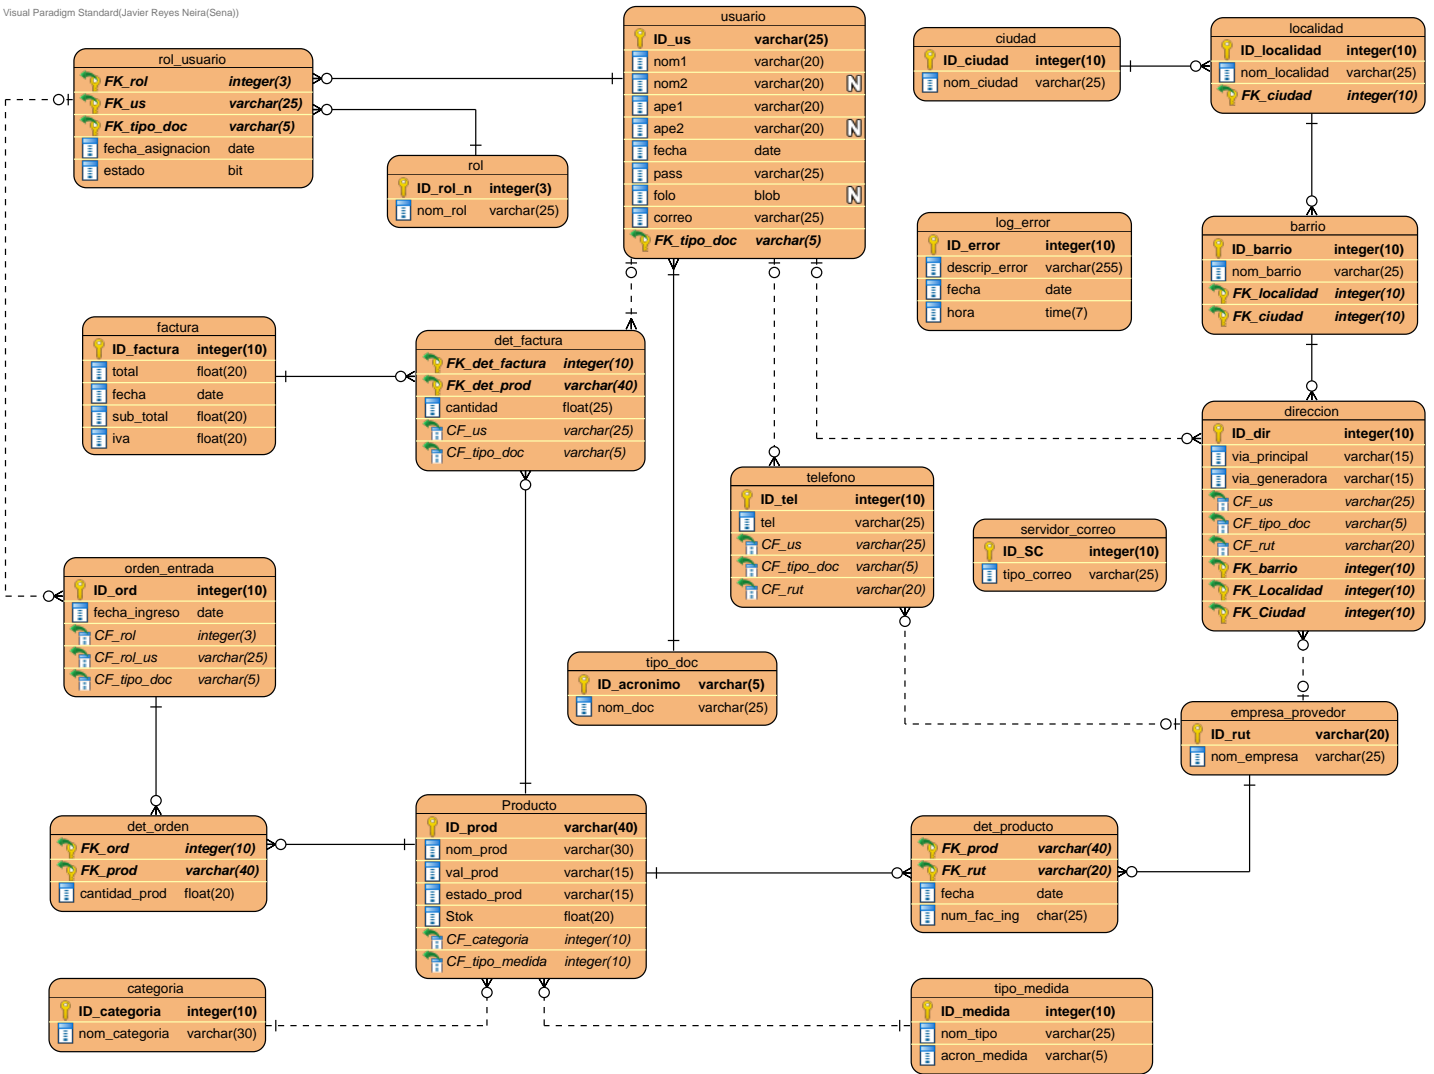 Visual Paradigm Standard(Javier Reyes Neira(Sena))
rol_usuario
FK_rol integer(3)
FK_us varchar(25)
FK_tipo_doc varchar(5)
fecha_asignacion date
estado bit
rol
ID_rol_n integer(3)
nom_rol varchar(25)
usuario
ID_us varchar(25)
nom1 varchar(20)
nom2 varchar(20) N
ape1 varchar(20)
ape2 varchar(20) N
fecha date
pass varchar(25)
folo blob N
correo varchar(25)
FK_tipo_doc varchar(5)
ciudad
ID_ciudad integer(10)
nom_ciudad varchar(25)
localidad
ID_localidad integer(10)
nom_localidad varchar(25)
FK_ciudad integer(10)
log_error
ID_error integer(10)
descrip_error varchar(255)
fecha date
hora time(7)
barrio
ID_barrio integer(10)
nom_barrio varchar(25)
FK_localidad integer(10)
FK_ciudad integer(10)
factura
ID_factura integer(10)
total float(20)
fecha date
sub_total float(20)
iva float(20)
det_factura
FK_det_factura integer(10)
FK_det_prod varchar(40)
cantidad float(25)
CF_us varchar(25)
CF_tipo_doc varchar(5)
direccion
ID_dir integer(10)
via_principal varchar(15)
via_generadora varchar(15)
CF_us varchar(25)
CF_tipo_doc varchar(5)
CF_rut varchar(20)
FK_barrio integer(10)
FK_Localidad integer(10)
FK_Ciudad integer(10)
telefono
ID_tel integer(10)
tel varchar(25)
CF_us varchar(25)
CF_tipo_doc varchar(5)
CF_rut varchar(20)
servidor_correo
ID_SC integer(10)
tipo_correo varchar(25)
orden_entrada
ID_ord integer(10)
fecha_ingreso date
CF_rol integer(3)
CF_rol_us varchar(25)
CF_tipo_doc varchar(5)
tipo_doc
ID_acronimo varchar(5)
nom_doc varchar(25)
empresa_provedor
ID_rut varchar(20)
nom_empresa varchar(25)
det_orden
FK_ord integer(10)
FK_prod varchar(40)
cantidad_prod float(20)
Producto
ID_prod varchar(40)
nom_prod varchar(30)
val_prod varchar(15)
estado_prod varchar(15)
Stok float(20)
CF_categoria integer(10)
CF_tipo_medida integer(10)
det_producto
FK_prod varchar(40)
FK_rut varchar(20)
fecha date
num_fac_ing char(25)
categoria
ID_categoria integer(10)
nom_categoria varchar(30)
tipo_medida
ID_medida integer(10)
nom_tipo varchar(25)
acron_medida varchar(5)